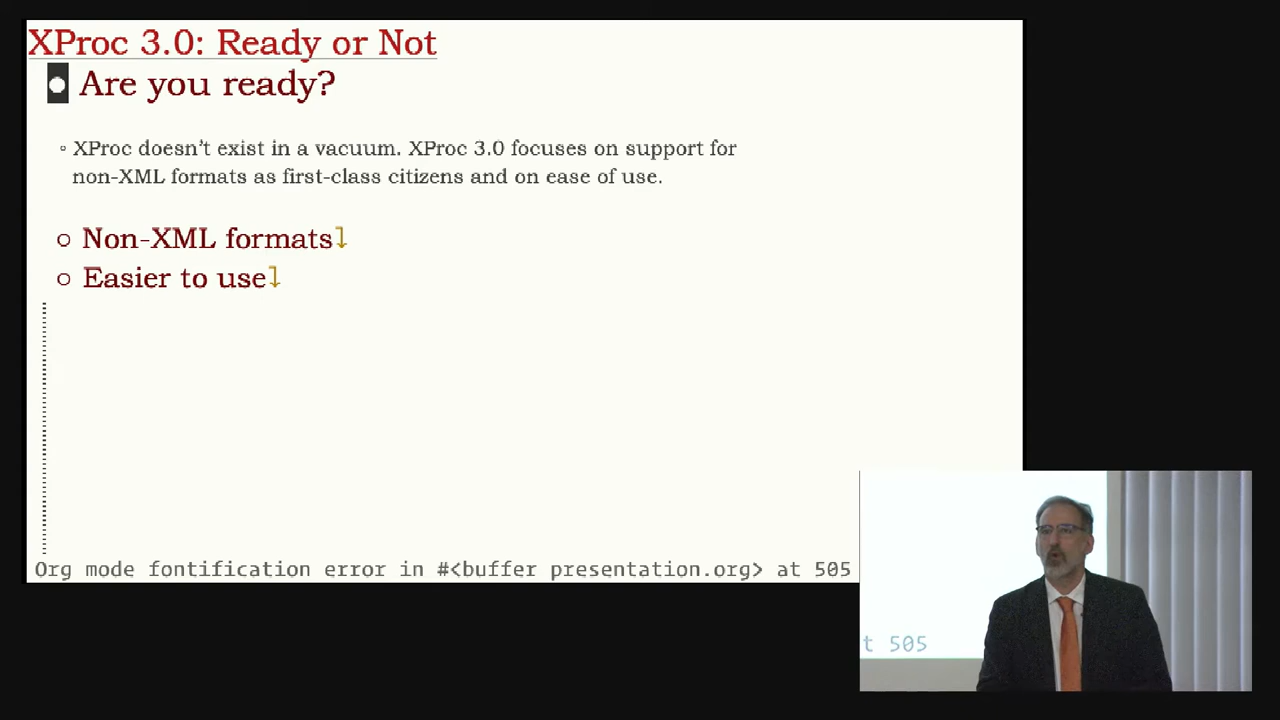 XProc 3.0: Ready or Not
Are you ready?
XProc doesn't exist in a vacuum. XProc 3.0 focuses on support for
non-XML formats as first-class citizens and on ease of use.
Non-XML formats⤵
Easier to use⤵
Org mode fontification error in #<buffer presentation.org> at 505
t 505